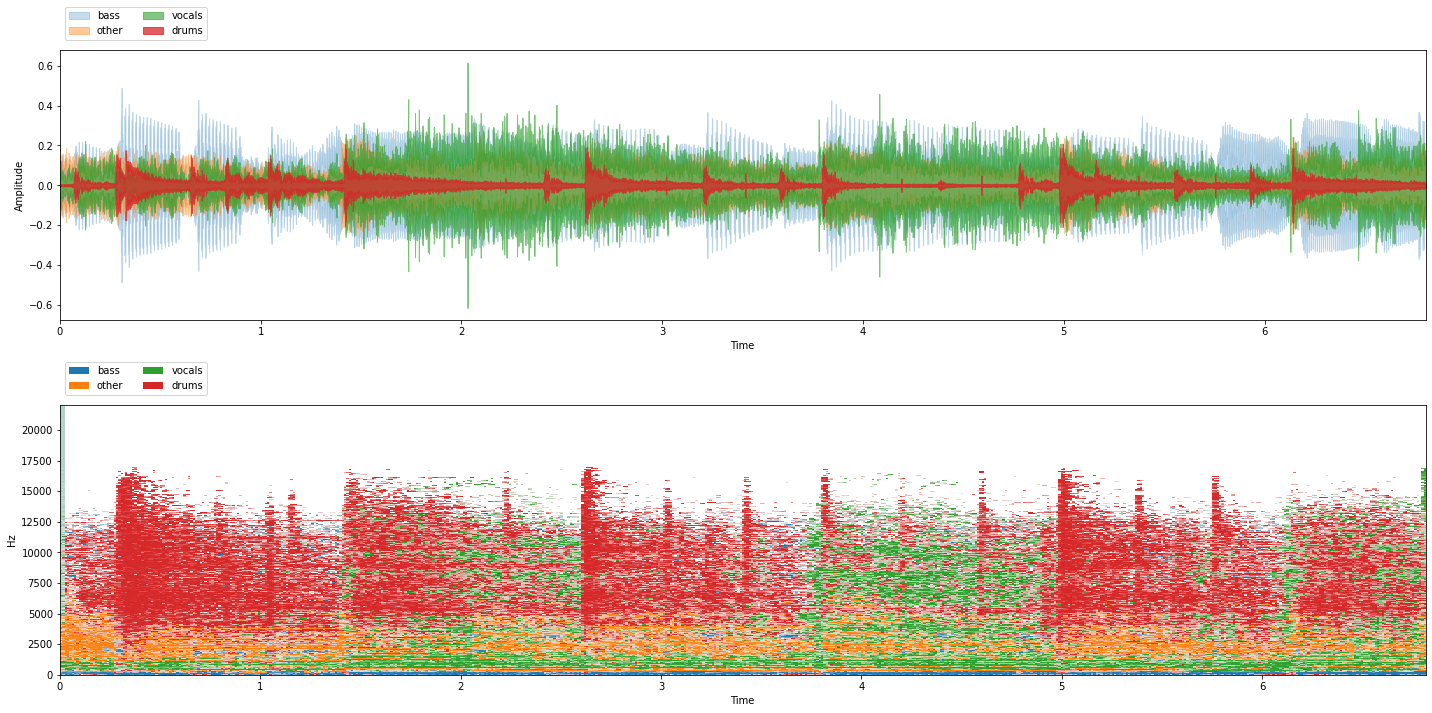 bass vocals
other drums
0.6
0.4
0.2
0.0
−0.2
−0.4
−0.6
Amplitude
0 1 2 3 4 5 6
Time
bass vocals
other drums
20000
17500
15000
12500
10000
7500
5000
2500
0
Hz
0 1 2 3 4 5 6
Time